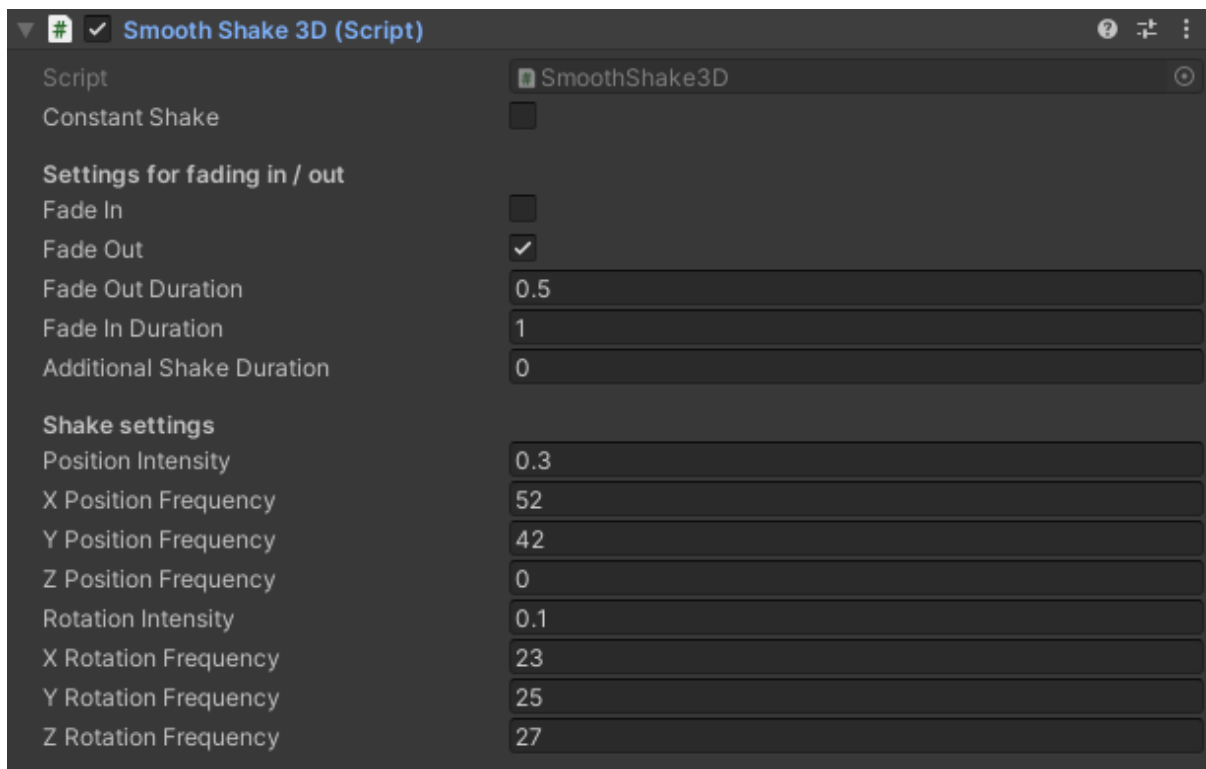 # Smooth Shake 3D (Script)
Script # SmoothShake3D
Constant Shake
Settings for fading in / out
Fade In
Fade Out
Fade Out Duration 0.5
Fade In Duration 1
Additional Shake Duration 0
Shake settings
Position Intensity 0.3
X Position Frequency 52
Y Position Frequency 42
Z Position Frequency 0
Rotation Intensity 0.1
X Rotation Frequency 23
Y Rotation Frequency 25
Z Rotation Frequency 27